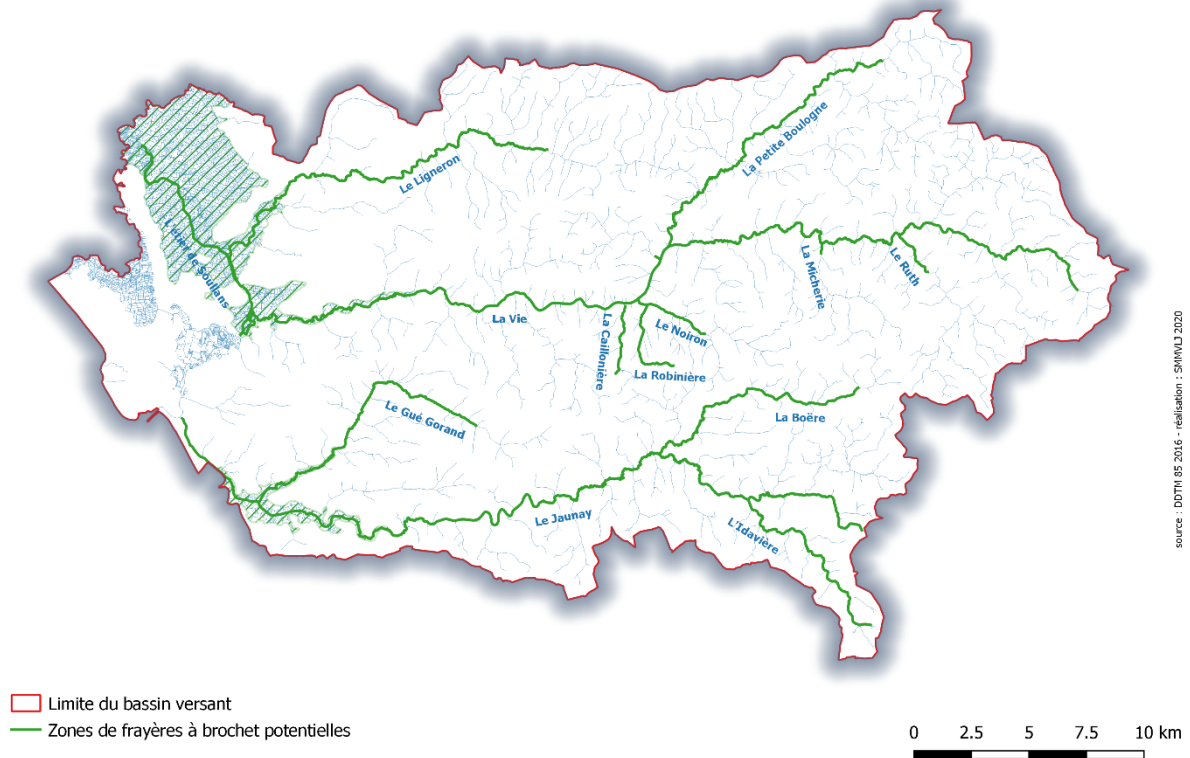 La Petite Boulogne
Le Ligneron
L'étier de Soullans
La Micherie
Le Ruth
La Vie
La Caillonière
Le Noiron
La Robinière
Le Gué Gorand
La Boëre
Le Jaunay
L'Idavière
source : DDTM 85 2016 - réalisation : SMMVLJ 2020
Limite du bassin versant
Zones de frayères à brochet potentielles
0 2.5 5 7.5 10 km